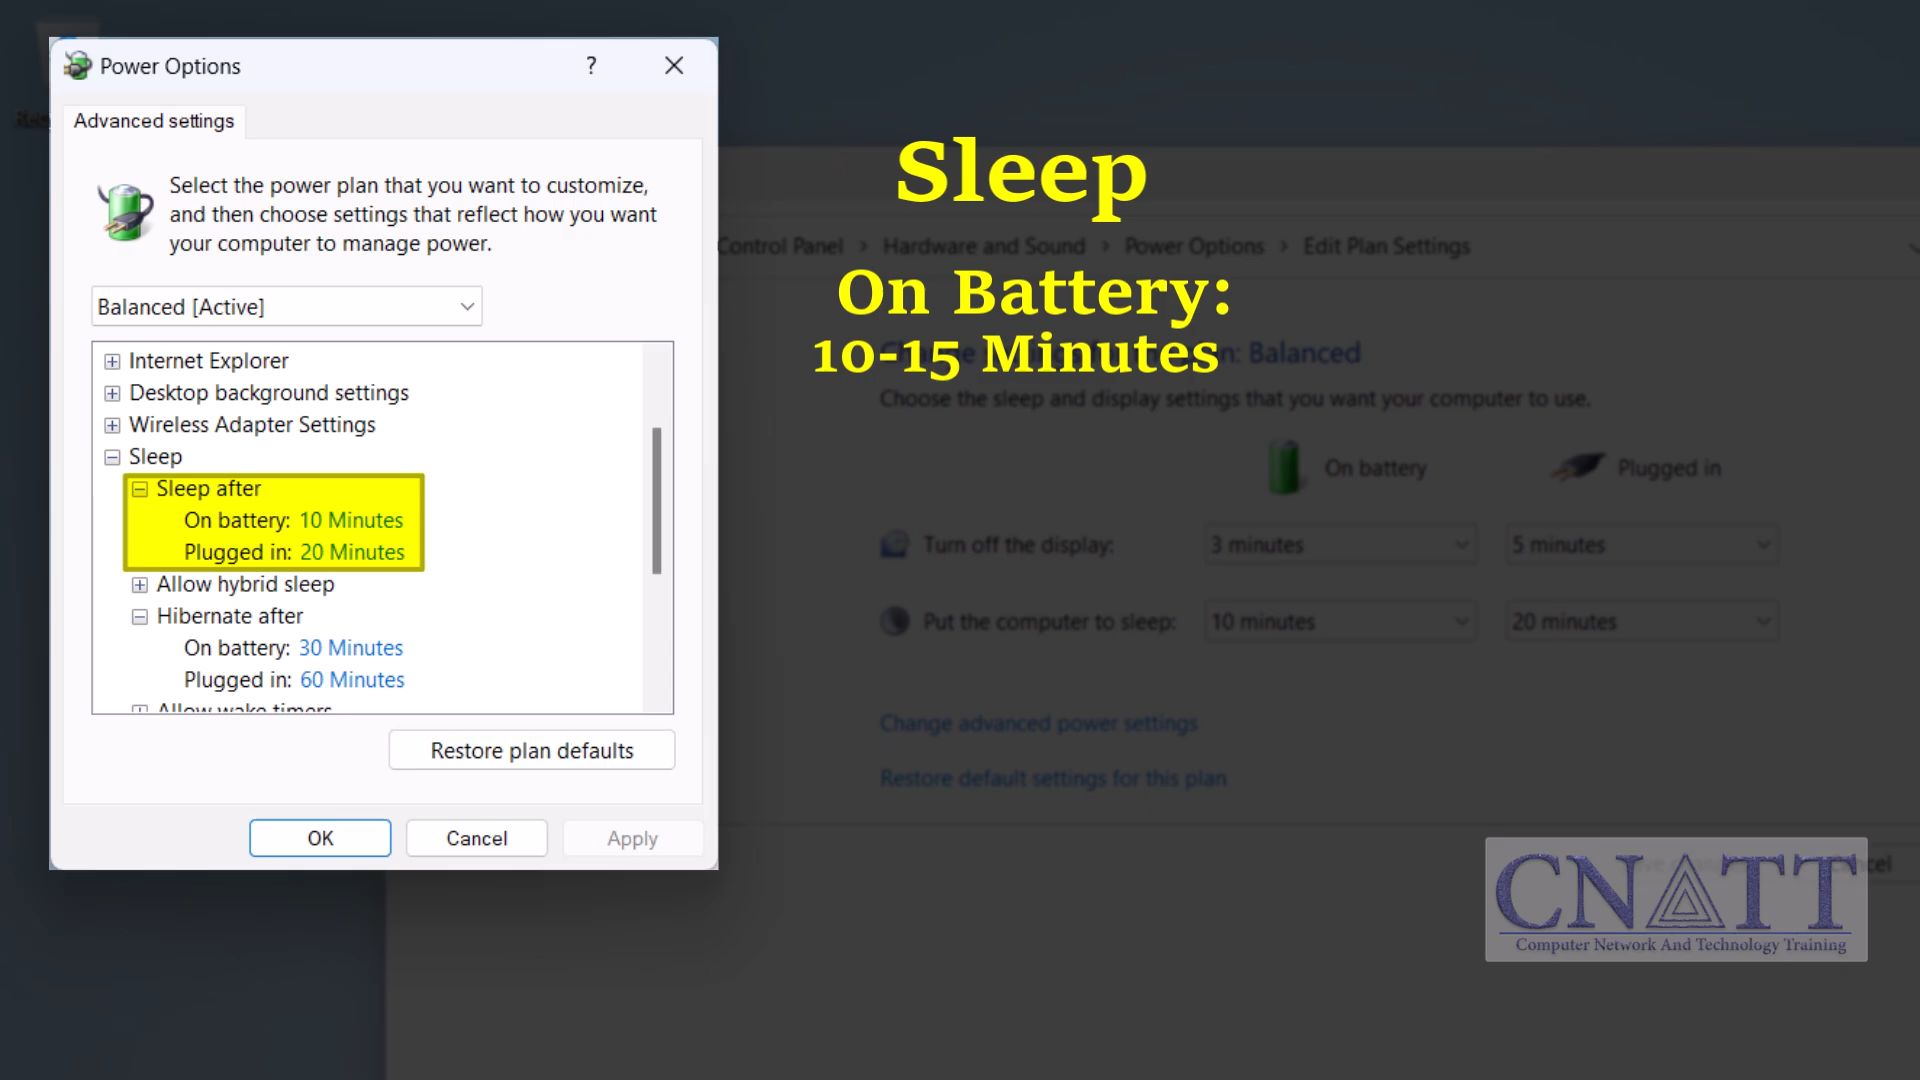 Power Options
?
Advanced settings
Select the power plan that you want to customize,
and then choose settings that reflect how you want
your computer to manage power.
Balanced [Active]
Internet Explorer
Desktop background settings
Wireless Adapter Settings
Sleep
Sleep after
On battery: 10 Minutes
Plugged in: 20 Minutes
Allow hybrid sleep
Hibernate after
On battery: 30 Minutes
Plugged in: 60 Minutes
Allow wake timers
Restore plan defaults
OK
Cancel
Apply
Sleep
On Battery:
10-15 Minutes
Control Panel > Hardware and Sound > Power Options > Edit Plan Settings
Balanced
Choose the sleep and display settings that you want your computer to use.
On battery
Plugged in
Turn off the display: 3 minutes 5 minutes
Put the computer to sleep: 10 minutes 20 minutes
Change advanced power settings
Restore default settings for this plan
CNATT
Computer Network And Technology Training